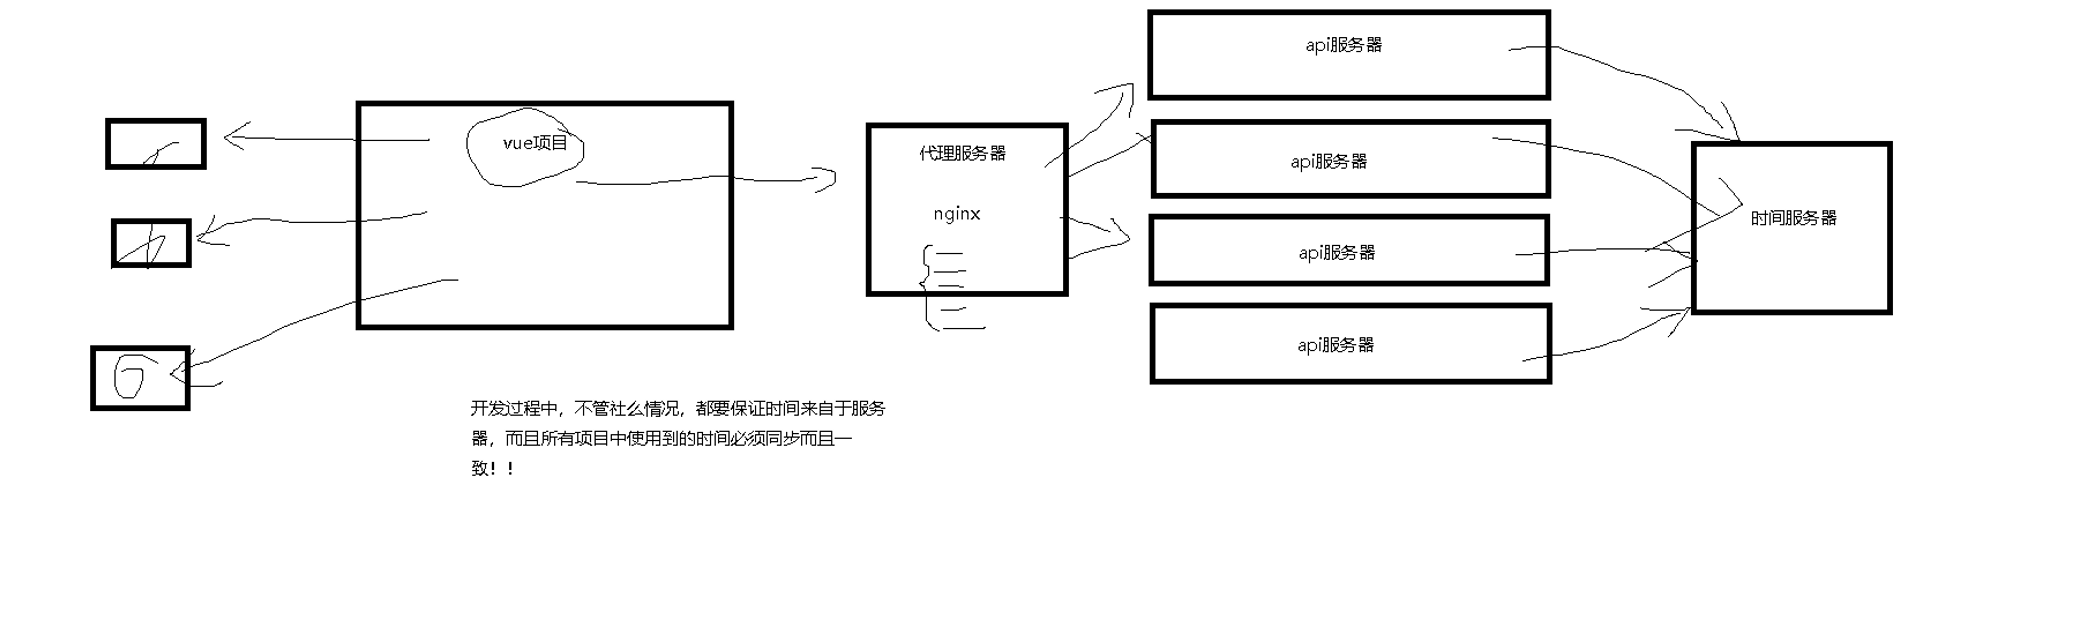 api服务器
vue项目
代理服务器
api服务器
nginx
时间服务器
api服务器
api服务器
开发过程中，不管社么情况，都要保证时间来自于服务
器，而且所有项目中使用到的时间必须同步而且一
致！！